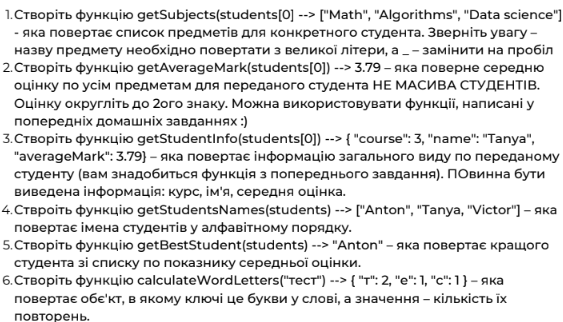 1. Створіть функцію getSubjects(students[0] --> ["Math", "Algorithms", "Data science"]
- яка повертає список предметів для конкретного студента. Зверніть увагу –
назву предмету необхідно повертати з великої літери, а _ – замінити на пробіл
2. Створіть функцію getAverageMark(students[0]) --> 3.79 – яка поверне середню
оцінку по усім предметам для переданого студента НЕ МАСИВА СТУДЕНТІВ.
Оцінку округліть до 2ого знаку. Можна використовувати функції, написані у
попередніх домашніх завданнях :)
3. Створіть функцію getStudentInfo(students[0]) --> { "course": 3, "name": "Tanya",
"averageMark": 3.79} – яка повертає інформацію загального виду по переданому
студенту (вам знадобиться функція з попереднього завдання). ПОвинна бути
виведена інформація: курс, ім'я, середня оцінка.
4. Ствроіть функцію getStudentsNames(students) --> ["Anton", "Tanya, "Victor"] – яка
повертає імена студентів у алфавітному порядку.
5. Створіть функцію getBestStudent(students) --> "Anton" – яка повертає кращого
студента зі списку по показнику середньої оцінки.
6. Створіть функцію calculateWordLetters("тест") --> { "т": 2, "е": 1, "с": 1 } – яка
повертає обє'кт, в якому ключі це букви у слові, а значення – кількість їх
повторень.